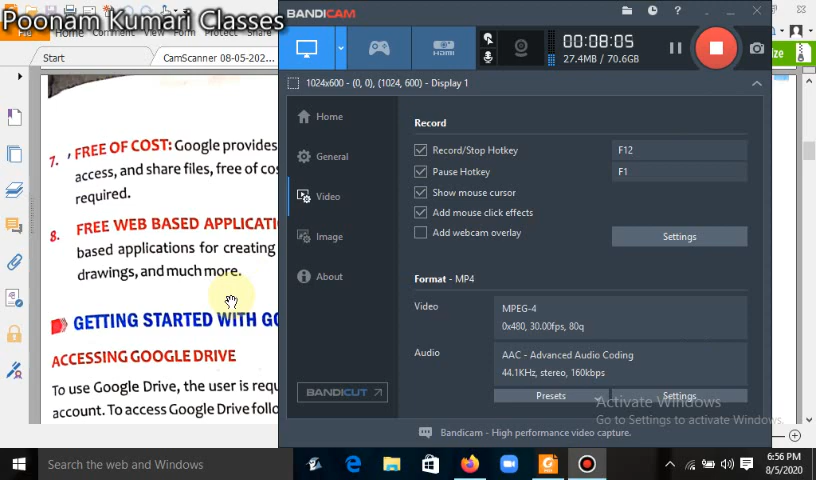 Poonam Kumari Classes
File Home Comment View Form Protect Share
Start CamScanner 08-05-202...
7. , FREE OF COST: Google provides
access, and share files, free of cos
required.
8. FREE WEB BASED APPLICATI
based applications for creating
drawings, and much more.
GETTING STARTED WITH GO
ACCESSING GOOGLE DRIVE
To use Google Drive, the user is requ
account. To access Google Drive follo
BANDICAM
HDMI
00:08:05
27.4MB / 70.6GB
1024x600 - (0, 0), (1024, 600) - Display 1
Home
General
Video
Image
About
BANDICUT
Record
Record/Stop Hotkey F12
Pause Hotkey F1
Show mouse cursor
Add mouse click effects
Add webcam overlay Settings
Format - MP4
Video MPEG-4
0x480, 30.00fps, 80q
Audio AAC - Advanced Audio Coding
44.1KHz, stereo, 160kbps
Presets Settings
Bandicam - High performance video capture.
ize
Activate Windows
Go to Settings to activate Windows.
Search the web and Windows
6:56 PM
8/5/2020